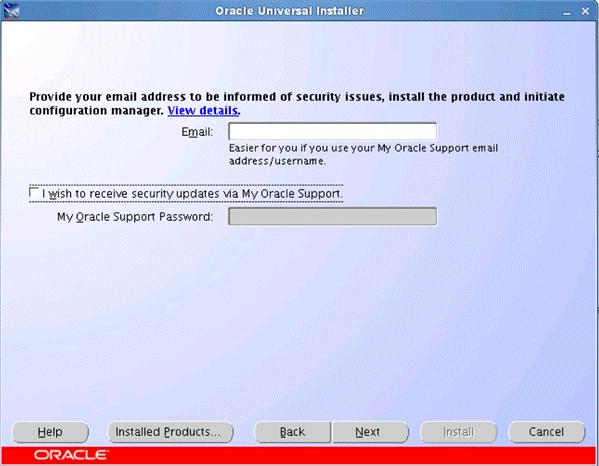 Oracle Universal Installer
Provide your email address to be informed of security issues, install the product and initiate
configuration manager. View details.
Email:
Easier for you if you use your My Oracle Support email
address/username.
I wish to receive security updates via My Oracle Support.
My Oracle Support Password:
Help Installed Products... Back Next Install Cancel
ORACLE